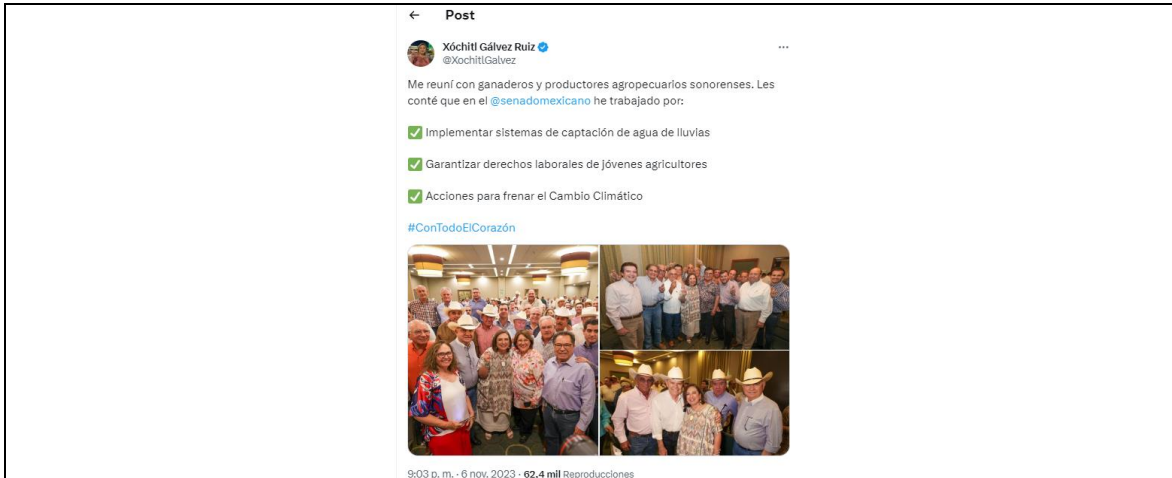 ← Post
Xóchitl Gálvez Ruiz
@XochitlGalvez
Me reuní con ganaderos y productores agropecuarios sonorenses. Les
conté que en el @senadomexicano he trabajado por:
✅ Implementar sistemas de captación de agua de lluvias
✅ Garantizar derechos laborales de jóvenes agricultores
✅ Acciones para frenar el Cambio Climático
#ConTodoElCorazón
9:03 p. m. · 6 nov. 2023 · 62.4 mil Reproducciones